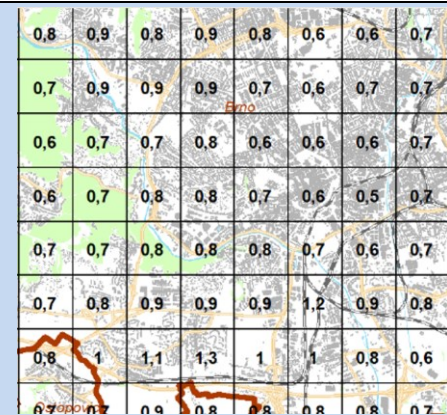 0,8 0,9 0,8 0,9 0,8 0,6 0,6 0,7
0,7 0,9 0,9 0,9 0,7 0,6 0,7 0,7
Brno
0,6 0,7 0,7 0,8 0,6 0,6 0,6 0,7
0,6 0,7 0,8 0,8 0,7 0,6 0,5 0,7
0,7 0,7 0,8 0,8 0,8 0,7 0,6 0,7
0,7 0,8 0,9 0,9 0,9 1,2 0,9 0,8
0,8 1 1,1 1,3 1 1 0,8 0,6
0,7 0,7 0,9 0,8 0,8 0,8 0,8 0,7